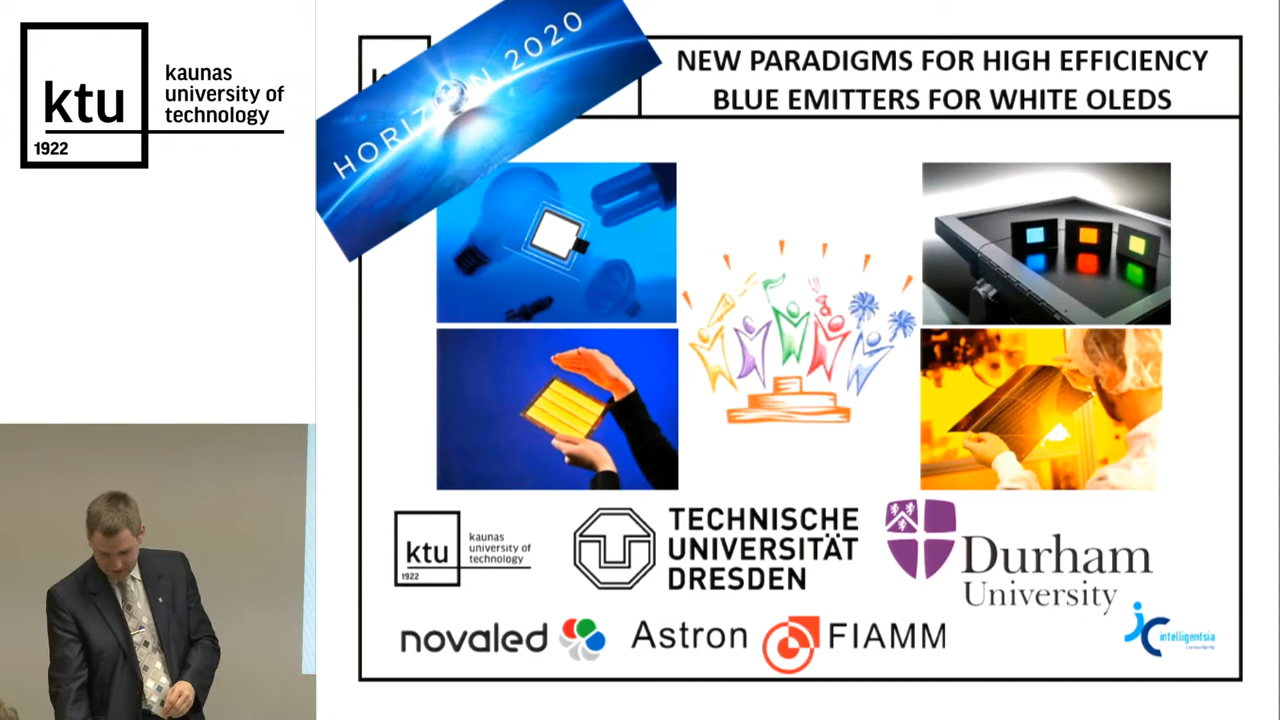 ktu
1922
kaunas
university of
technology
HORIZON 2020
NEW PARADIGMS FOR HIGH EFFICIENCY
BLUE EMITTERS FOR WHITE OLEDS
ktu
1922
kaunas
university of
technology
TECHNISCHE
UNIVERSITÄT
DRESDEN
Durham
University
novaled
Astron
FIAMM
intelligentsia